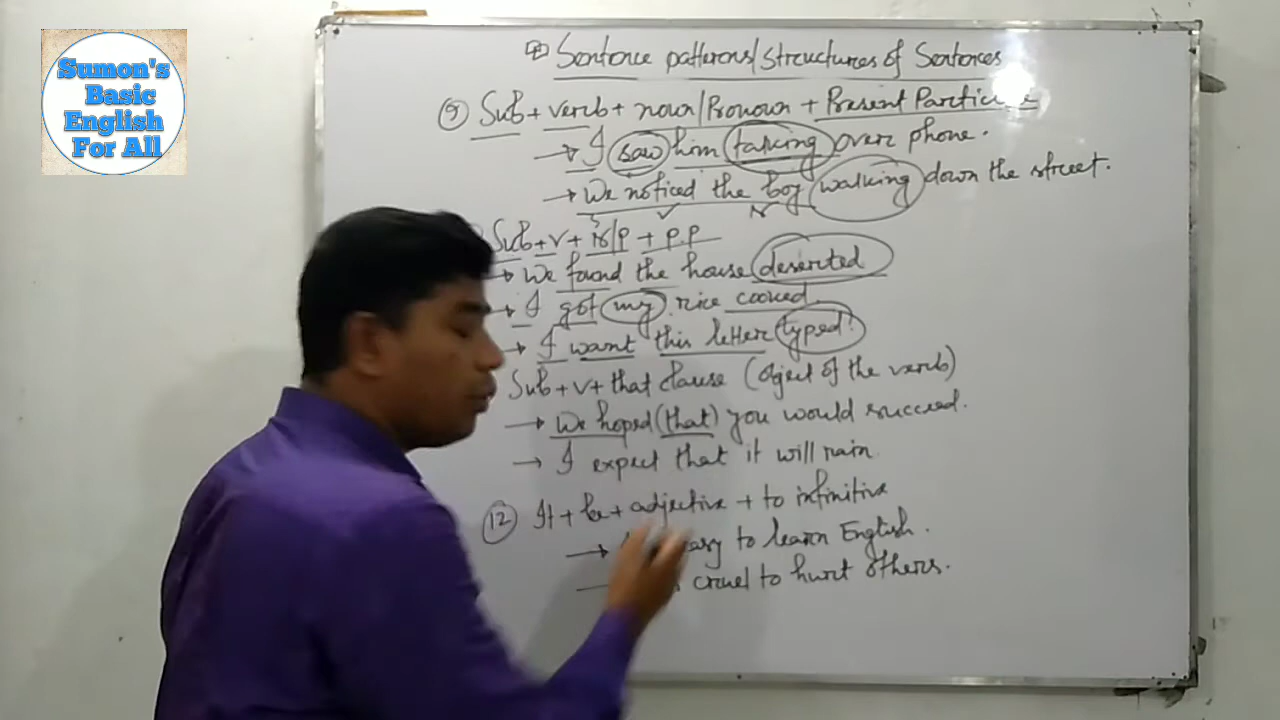 Sumon's
Basic
English
For All
Sentence patterns/Structures of Sentences
9 Sub + verb + noun/Pronoun + Present Participle
→ I saw him talking over phone.
→ We noticed the boy walking down the street.
Sub + v + n/p + p.p
→ We found the house deserted
→ I got my rice cooked
→ I want this letter typed.
Sub + v + that clause (object of the verb)
→ We hoped (that) you would succeed.
→ I expect that it will rain.
12 It + be + adjective + to infinitive
→ easy to learn English.
cruel to hurt others.